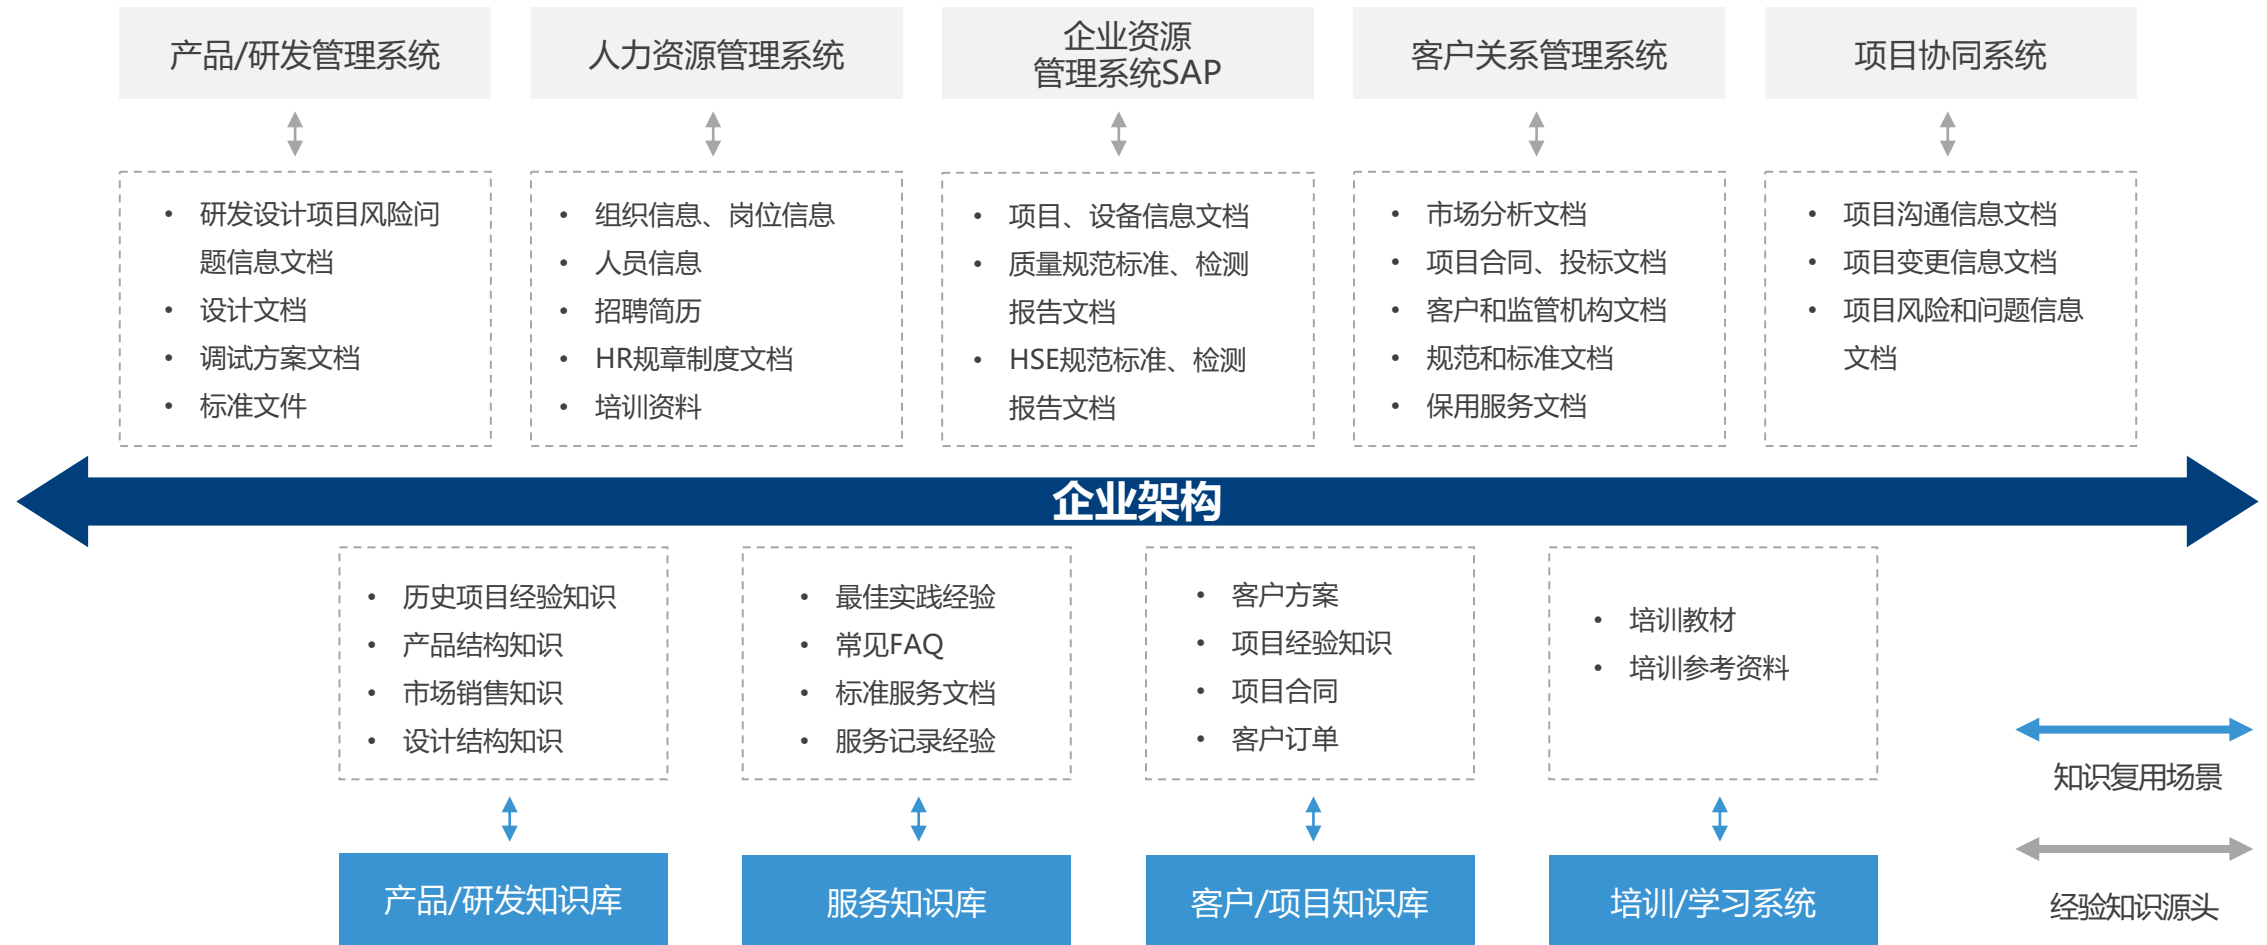 产品/研发管理系统
人力资源管理系统
企业资源
管理系统SAP
客户关系管理系统
项目协同系统
• 研发设计项目风险问
题信息文档
• 设计文档
• 调试方案文档
• 标准文件
• 组织信息、岗位信息
• 人员信息
• 招聘简历
• HR规章制度文档
• 培训资料
• 项目、设备信息文档
• 质量规范标准、检测
报告文档
• HSE规范标准、检测
报告文档
• 市场分析文档
• 项目合同、投标文档
• 客户和监管机构文档
• 规范和标准文档
• 保用服务文档
• 项目沟通信息文档
• 项目变更信息文档
• 项目风险和问题信息
文档
企业架构
• 历史项目经验知识
• 产品结构知识
• 市场销售知识
• 设计结构知识
• 最佳实践经验
• 常见FAQ
• 标准服务文档
• 服务记录经验
• 客户方案
• 项目经验知识
• 项目合同
• 客户订单
• 培训教材
• 培训参考资料
知识复用场景
经验知识源头
产品/研发知识库
服务知识库
客户/项目知识库
培训/学习系统